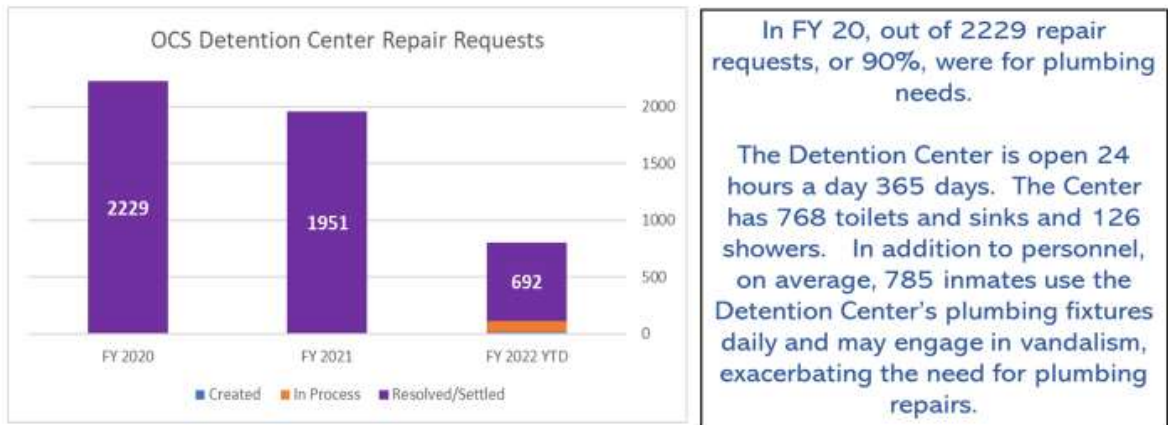 OCS Detention Center Repair Requests
2000
1500
1000
500
0
2229
1951
692
FY 2020
FY 2021
FY 2022 YTD
Created
In Process
Resolved/Settled
In FY 20, out of 2229 repair
requests, or 90%, were for plumbing
needs.
The Detention Center is open 24
hours a day 365 days. The Center
has 768 toilets and sinks and 126
showers. In addition to personnel,
on average, 785 inmates use the
Detention Center's plumbing fixtures
daily and may engage in vandalism,
exacerbating the need for plumbing
repairs.